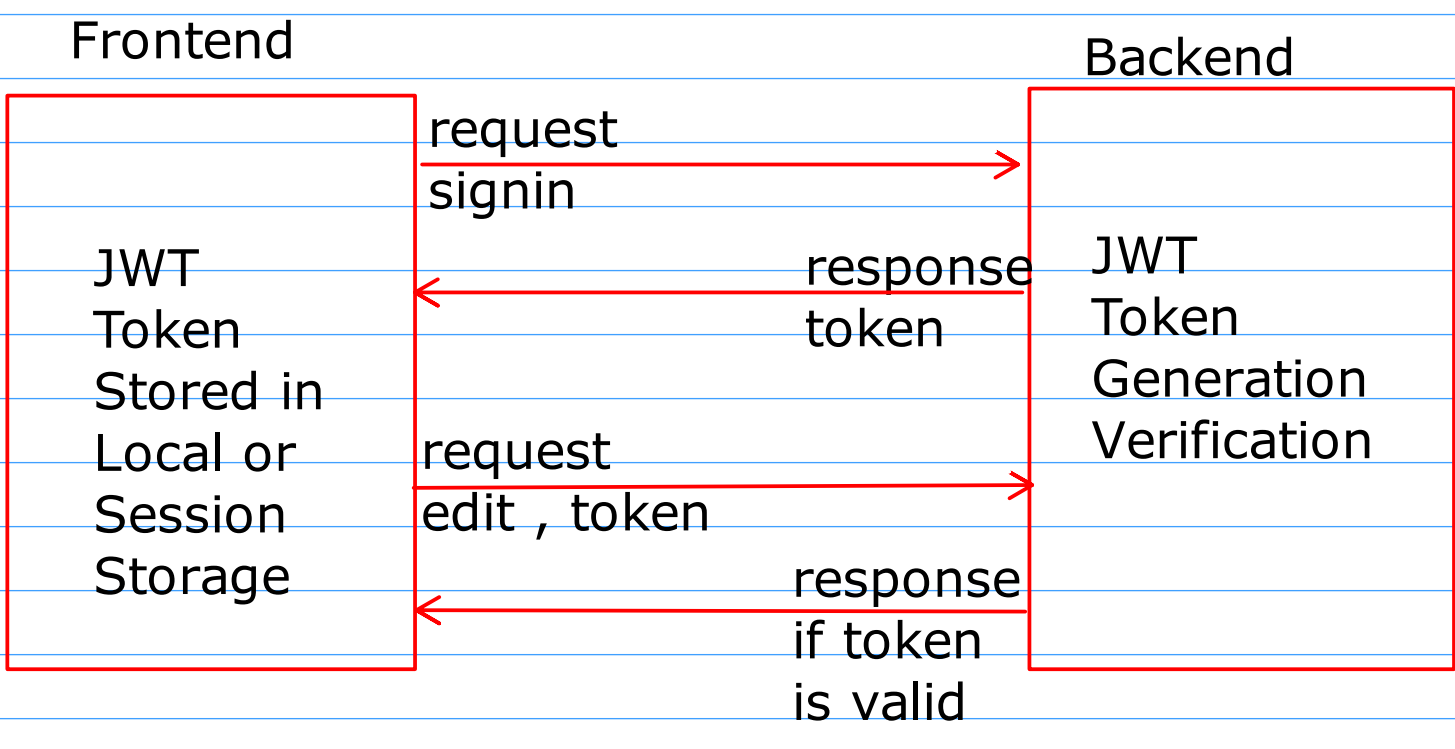 Frontend
Backend
request
signin
response
token
JWT
Token
Stored in
Local or
Session
Storage
JWT
Token
Generation
Verification
request
edit , token
response
if token
is valid